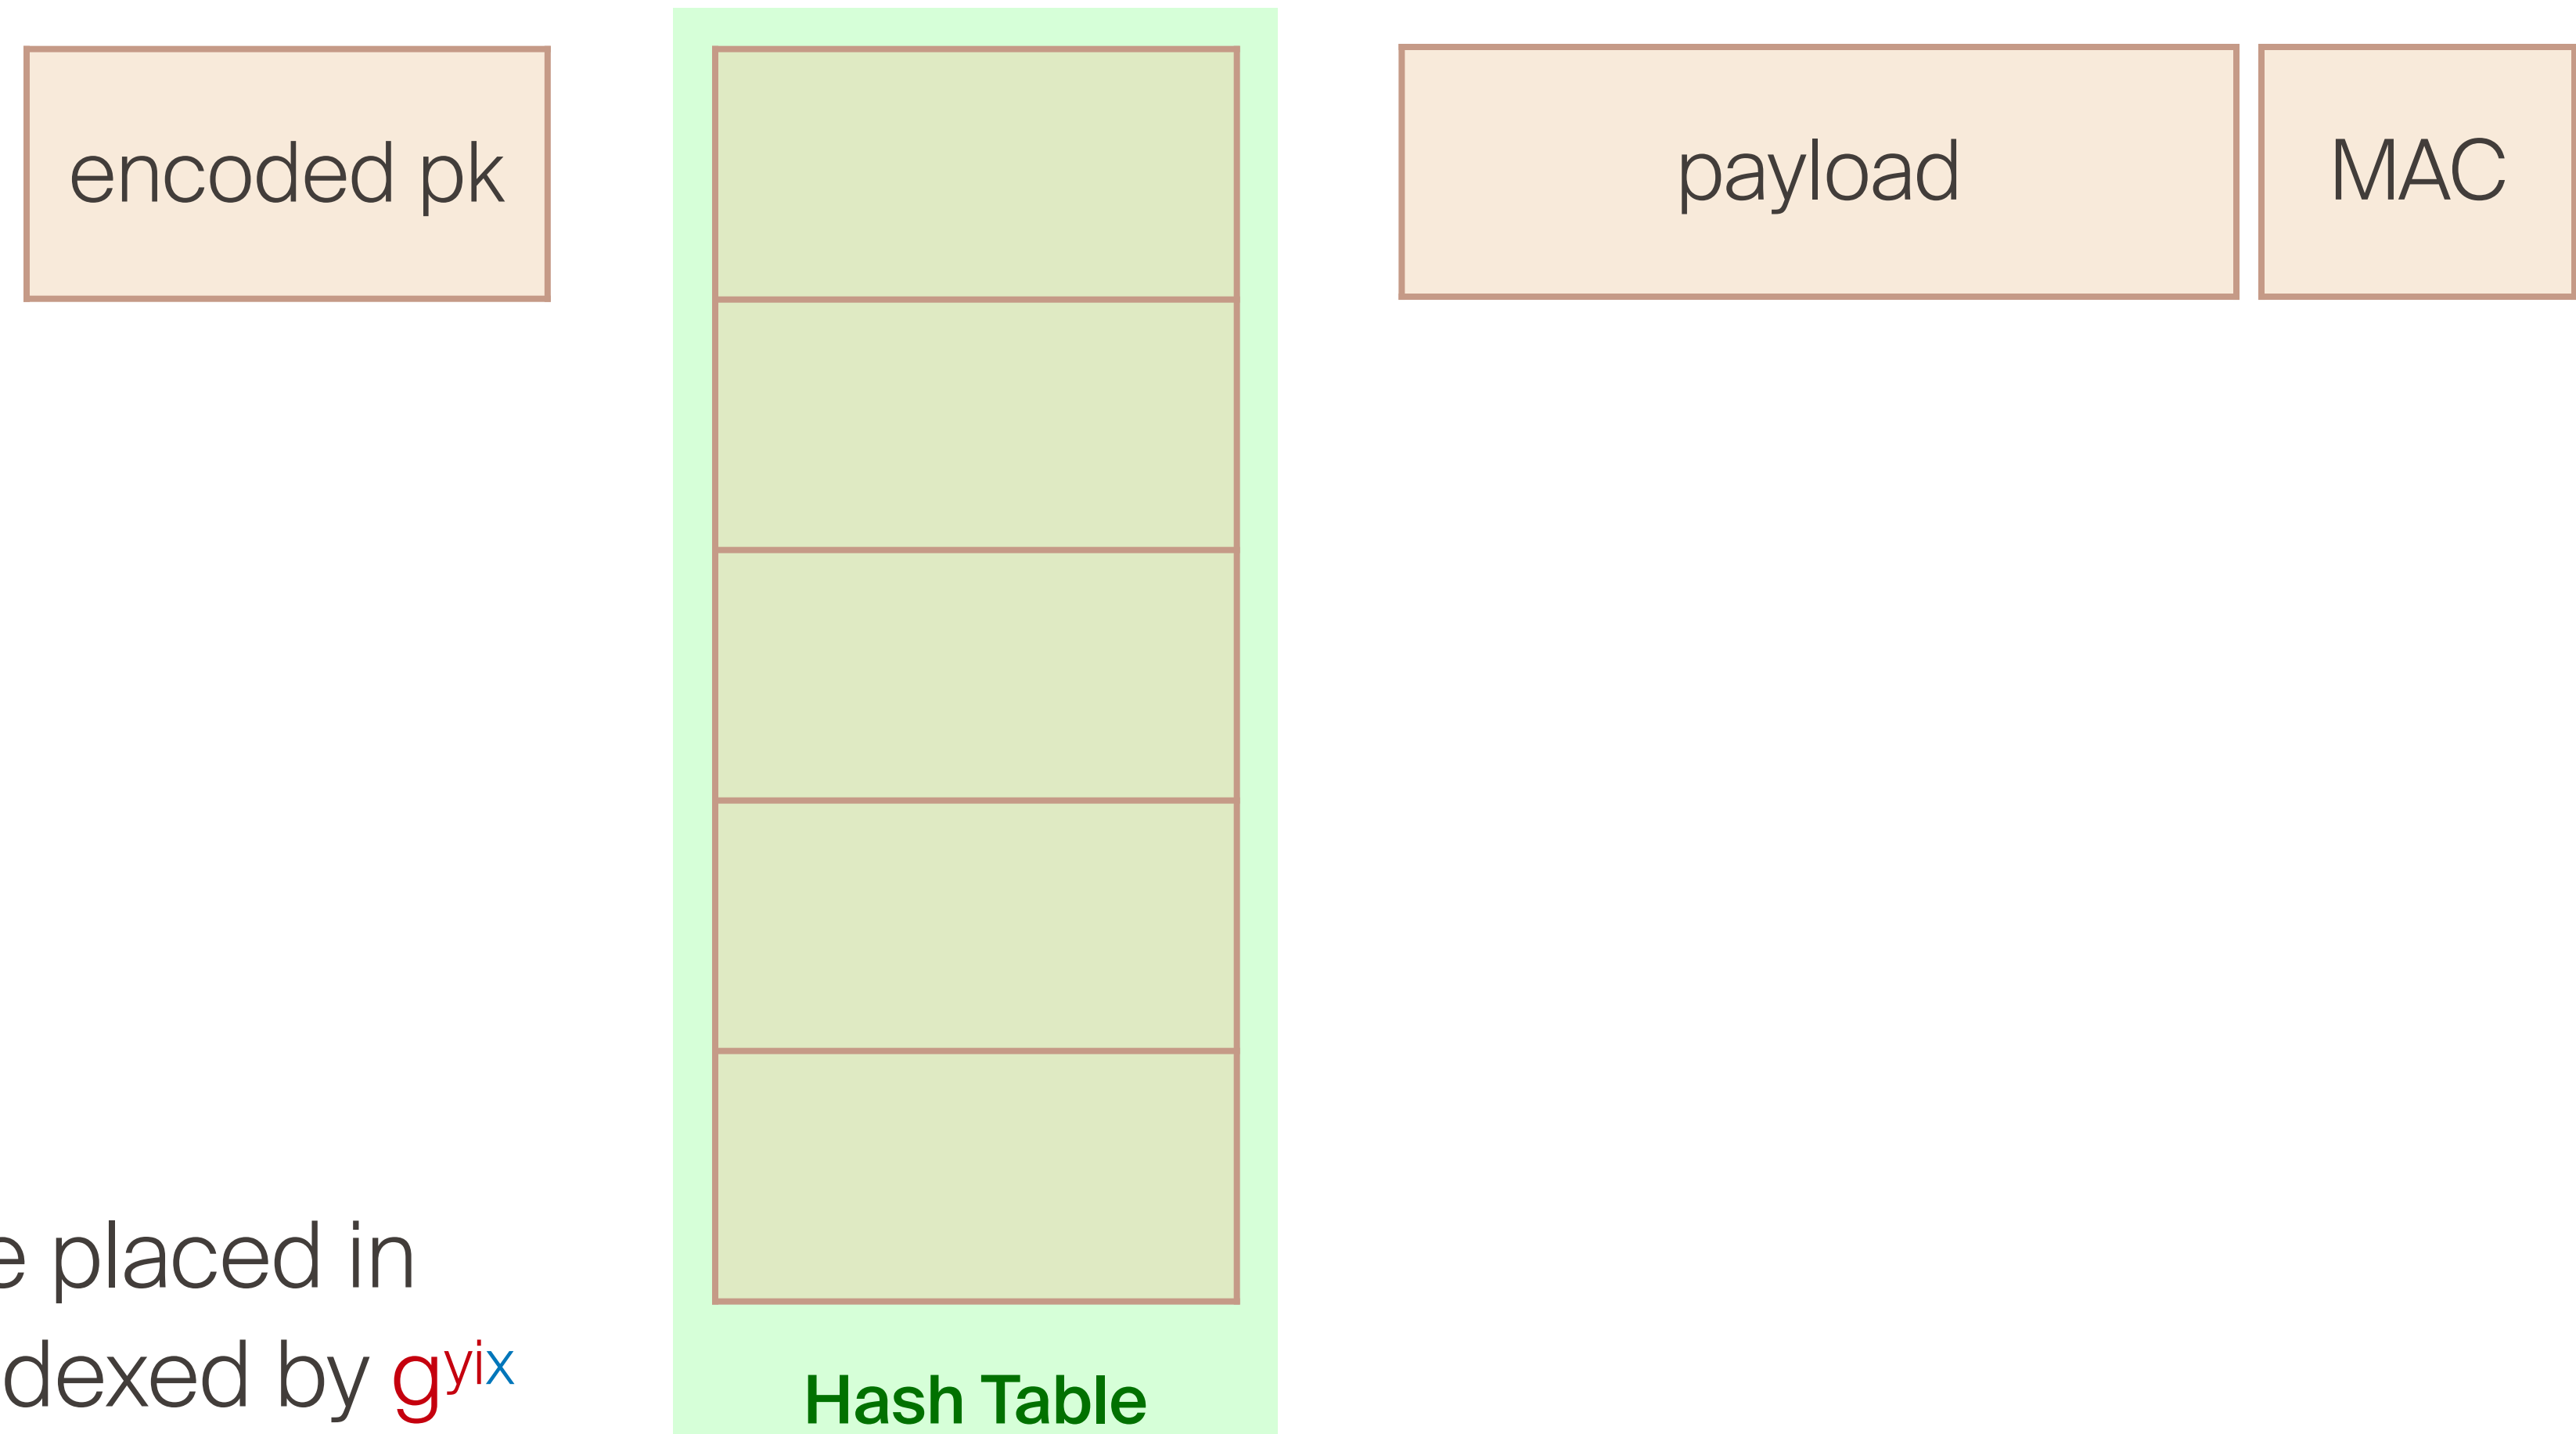 encoded pk
payload
MAC
e placed in
dexed by gyix
Hash Table